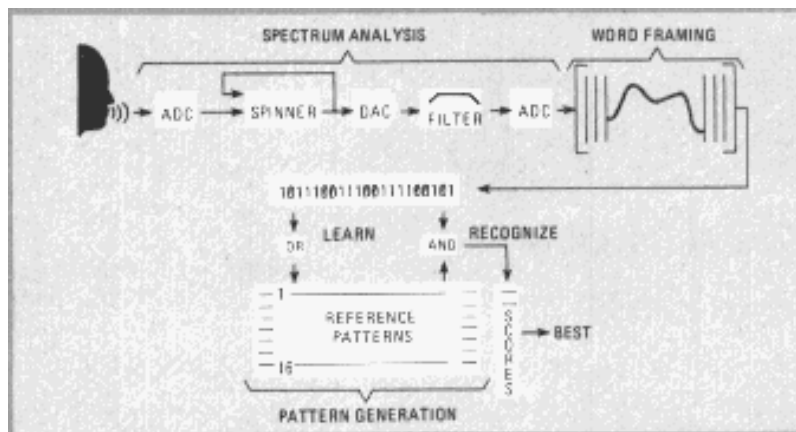 SPECTRUM ANALYSIS
WORD FRAMING
ADC
SPINNER
DAC
FILTER
ADC
1011100111001111100101
OR
LEARN
AND
RECOGNIZE
1
REFERENCE
PATTERNS
16
SCORES
BEST
PATTERN GENERATION